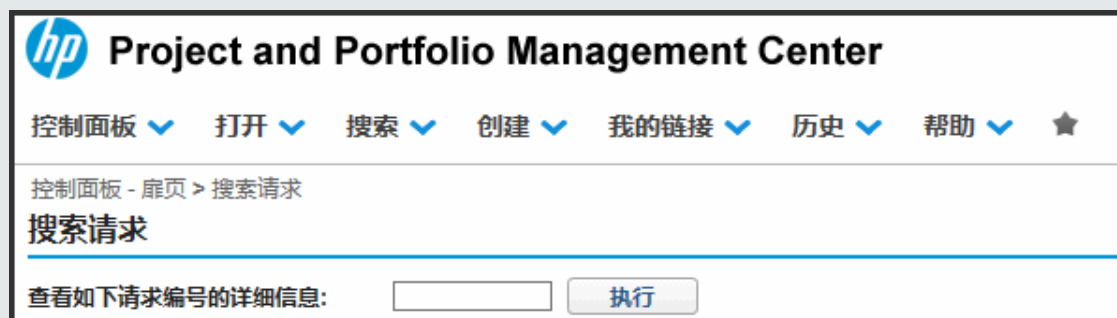 hp Project and Portfolio Management Center
控制面板 打开 搜索 创建 我的链接 历史 帮助
控制面板 - 扉页 > 搜索请求
搜索请求
查看如下请求编号的详细信息: 执行